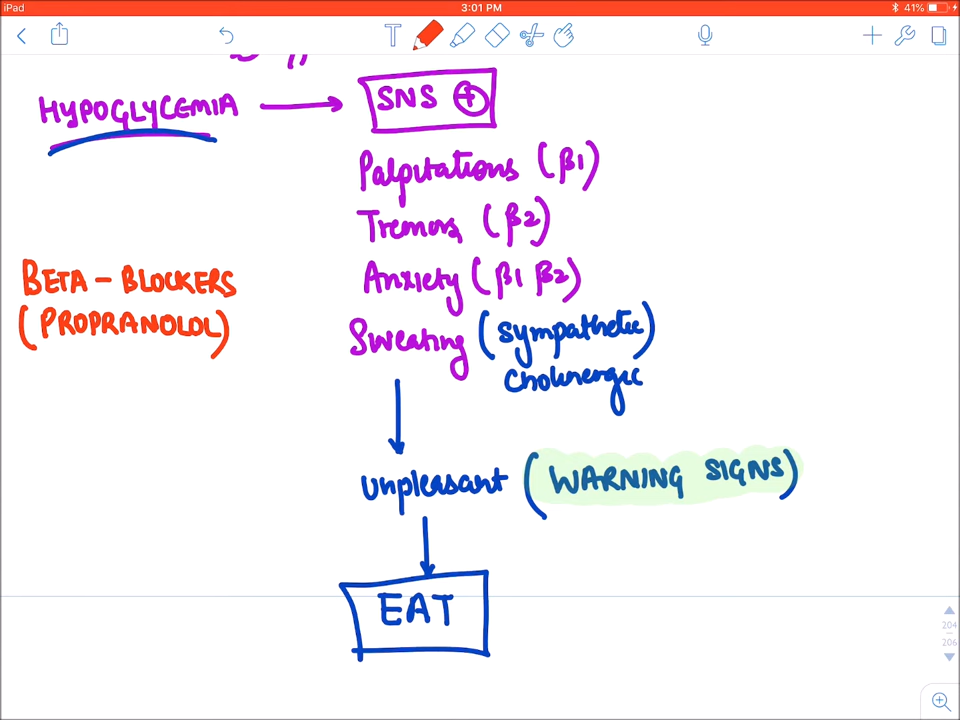 iPad
3:01 PM
41%
T
HYPOGLYCEMIA
SNS +
Palpitations (β1)
Tremors (β2)
Anxiety (β1 β2)
BETA - BLOCKERS
(PROPRANOLOL)
Sweating (sympathetic)
cholinergic
unpleasant (WARNING SIGNS)
EAT
204
206